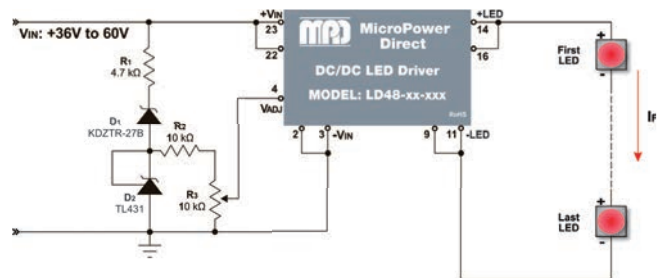 VIN: +36V to 60V
+VIN
23
22
MPD
MicroPower
Direct
DC/DC LED Driver
MODEL: LD48-xx-xxx
RoHS
+LED
14
16
First
LED
+
-
IF
R1
4.7 kΩ
4
VADJ
2
3
-VIN
9
11
-LED
D1
KDZTR-27B
R2
10 kΩ
R3
10 kΩ
D2
TL431
Last
LED
+
-